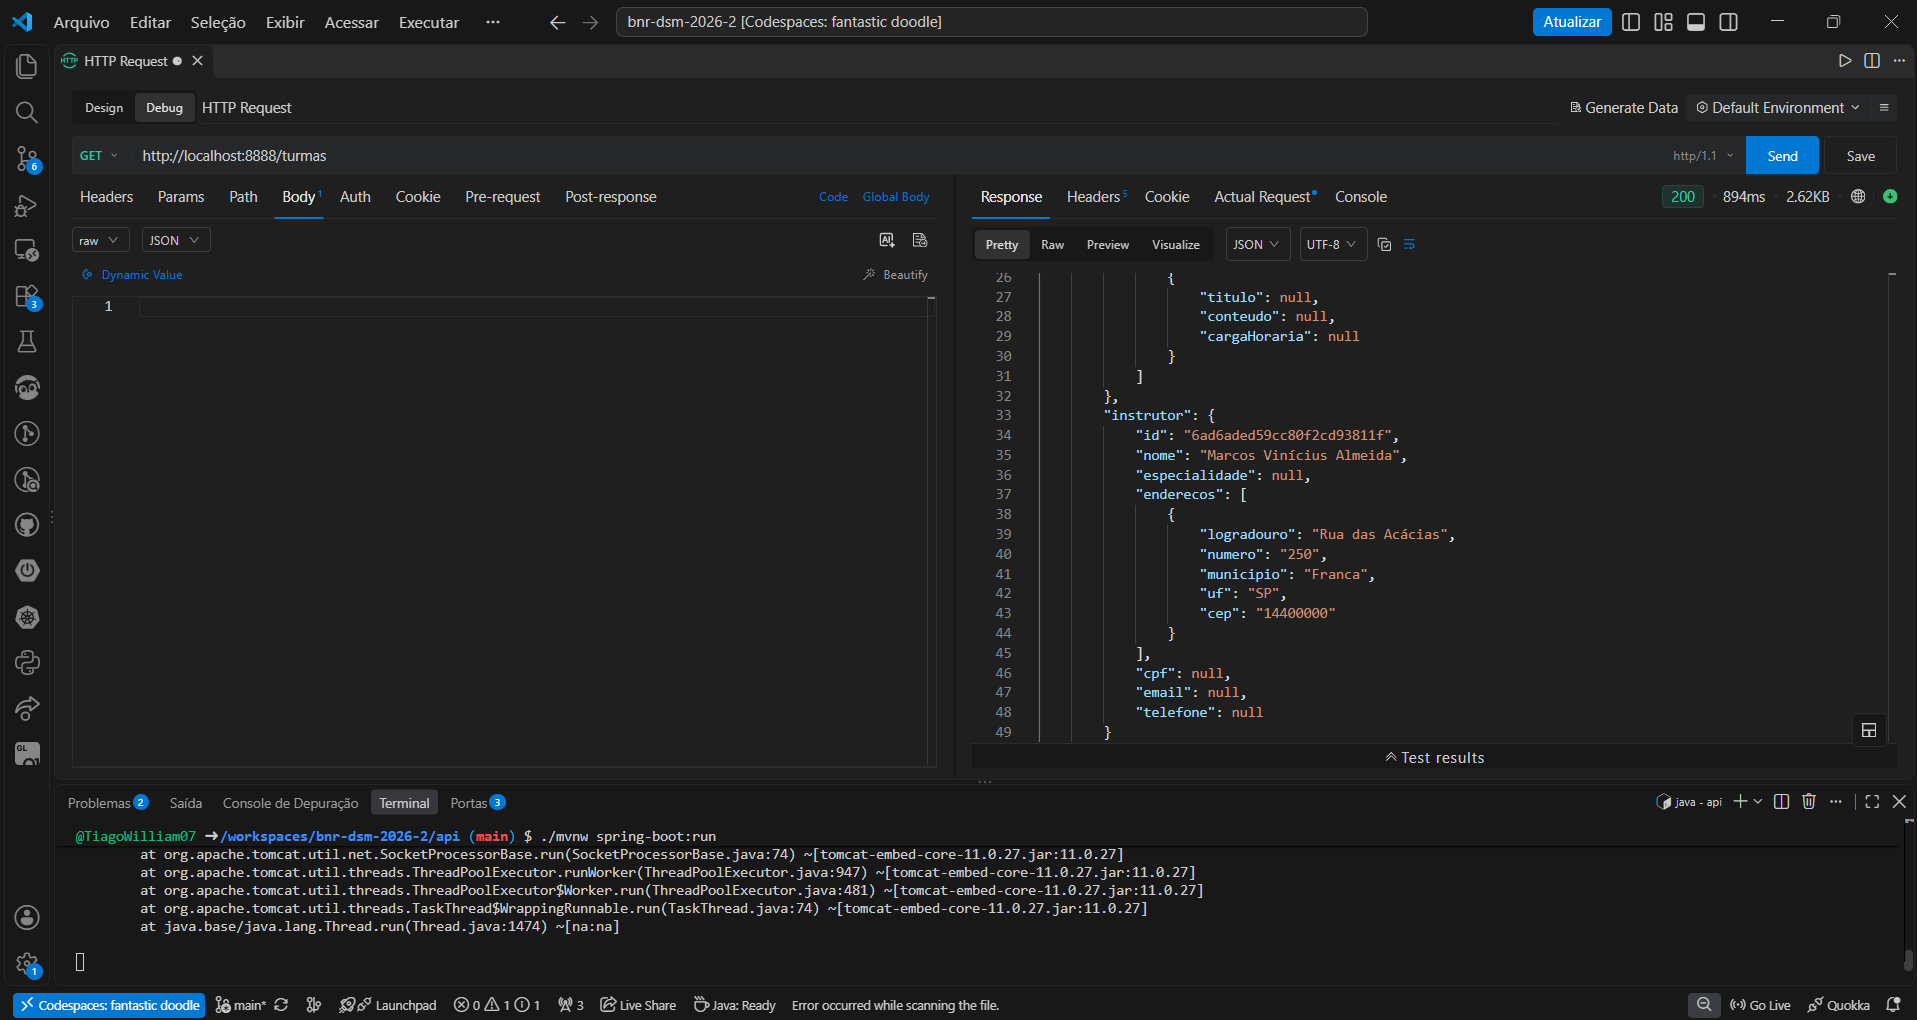 Arquivo Editar Seleção Exibir Acessar Executar ··· bnr-dsm-2026-2 [Codespaces: fantastic doodle] Atualizar
HTTP HTTP Request
Design Debug HTTP Request Generate Data Default Environment
GET http://localhost:8888/turmas http/1.1 Send Save
Headers Params Path Body 1 Auth Cookie Pre-request Post-response Code Global Body
Response Headers 5 Cookie Actual Request Console 200 894ms 2.62KB
raw JSON
Pretty Raw Preview Visualize JSON UTF-8
Dynamic Value Beautify
1
26 {
27 "titulo": null,
28 "conteudo": null,
29 "cargaHoraria": null
30 }
31 ]
32 },
33 "instrutor": {
34 "id": "6ad6aded59cc80f2cd93811f",
35 "nome": "Marcos Vinícius Almeida",
36 "especialidade": null,
37 "enderecos": [
38 {
39 "logradouro": "Rua das Acácias",
40 "numero": "250",
41 "municipio": "Franca",
42 "uf": "SP",
43 "cep": "14400000"
44 }
45 ],
46 "cpf": null,
47 "email": null,
48 "telefone": null
49 }
Test results
6
3
GL
1
Problemas 2 Saída Console de Depuração Terminal Portas 3 java - api
@TiagoWilliam07 ➜/workspaces/bnr-dsm-2026-2/api (main) $ ./mvnw spring-boot:run
at org.apache.tomcat.util.net.SocketProcessorBase.run(SocketProcessorBase.java:74) ~[tomcat-embed-core-11.0.27.jar:11.0.27]
at org.apache.tomcat.util.threads.ThreadPoolExecutor.runWorker(ThreadPoolExecutor.java:947) ~[tomcat-embed-core-11.0.27.jar:11.0.27]
at org.apache.tomcat.util.threads.ThreadPoolExecutor$Worker.run(ThreadPoolExecutor.java:481) ~[tomcat-embed-core-11.0.27.jar:11.0.27]
at org.apache.tomcat.util.threads.TaskThread$WrappingRunnable.run(TaskThread.java:74) ~[tomcat-embed-core-11.0.27.jar:11.0.27]
at java.base/java.lang.Thread.run(Thread.java:1474) ~[na:na]
Codespaces: fantastic doodle main* Launchpad 0 1 1 3 Live Share Java: Ready Error occurred while scanning the file. Go Live Quokka